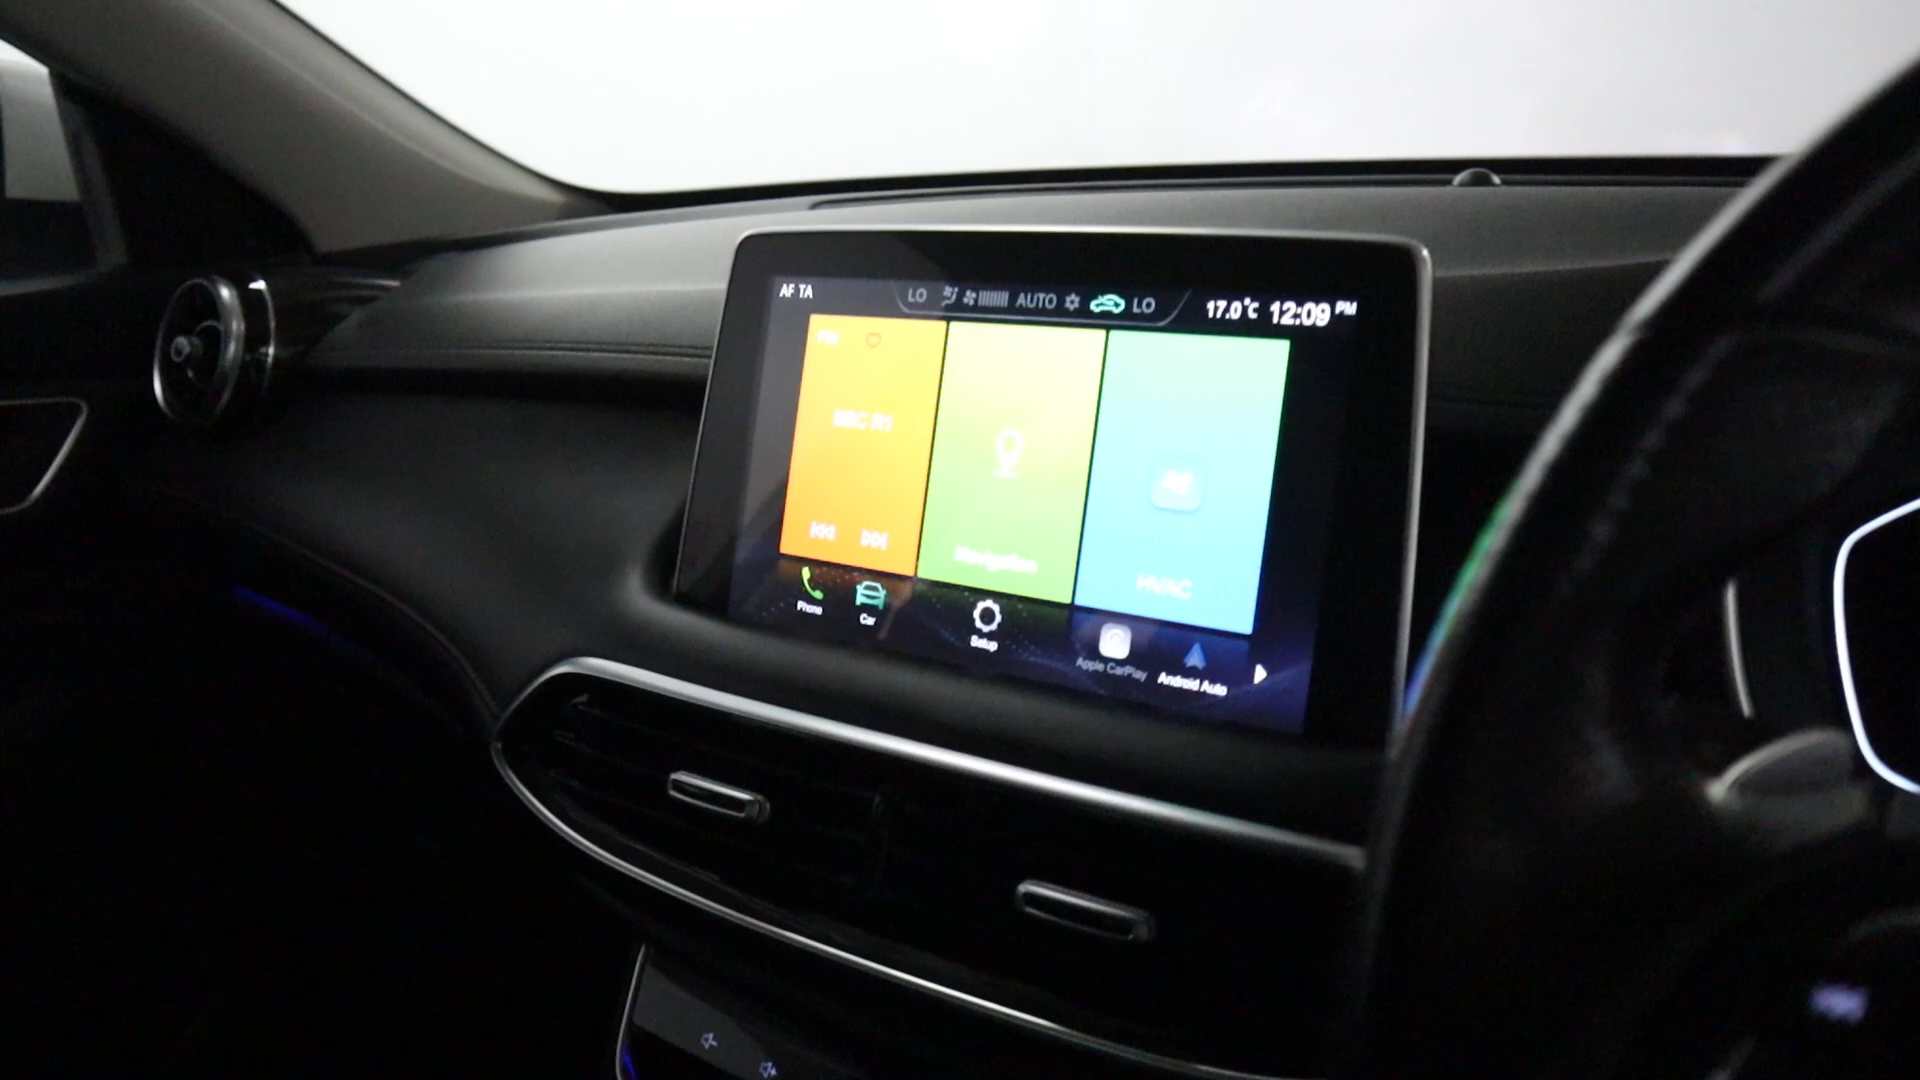 AF TA
LO AUTO LO
17.0°C 12:09 PM
FM
BBC R1
Navigation
HVAC
Phone
Car
Setup
Apple CarPlay
Android Auto